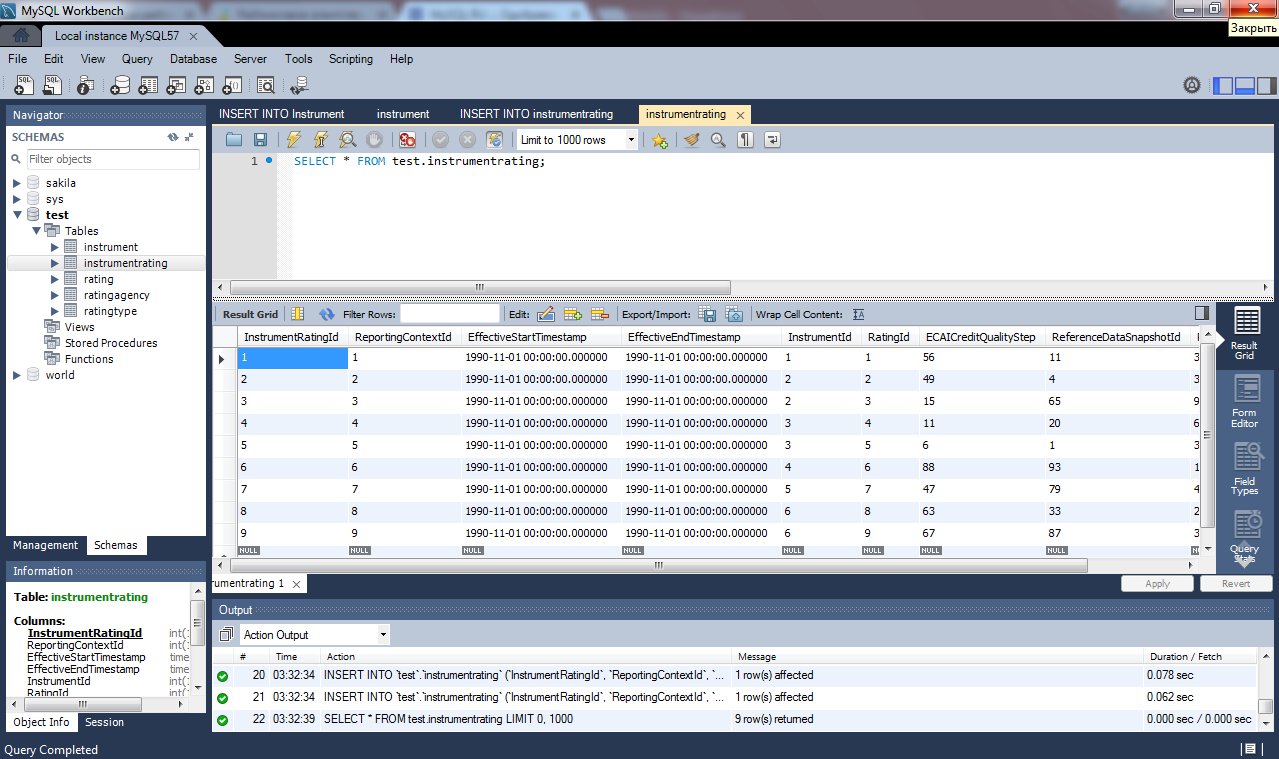 MySQL Workbench
Закрыть
Local instance MySQL57
File Edit View Query Database Server Tools Scripting Help
Navigator
SCHEMAS
Filter objects
sakila
sys
test
Tables
instrument
instrumentrating
rating
ratingagency
ratingtype
Views
Stored Procedures
Functions
world
Management Schemas
Information
Table: instrumentrating
Columns:
InstrumentRatingId int(
ReportingContextId int(
EffectiveStartTimestamp time
EffectiveEndTimestamp time
InstrumentId int(
RatingId int(
Object Info Session
Query Completed
INSERT INTO Instrument instrument INSERT INTO instrumentrating instrumentrating
Limit to 1000 rows
1 SELECT * FROM test.instrumentrating;
Result Grid Filter Rows: Edit: Export/Import: Wrap Cell Content:
InstrumentRatingId ReportingContextId EffectiveStartTimestamp EffectiveEndTimestamp InstrumentId RatingId ECAICreditQualityStep ReferenceDataSnapshotId
1 1 1990-11-01 00:00:00.000000 1990-11-01 00:00:00.000000 1 1 56 11 3
2 2 1990-11-01 00:00:00.000000 1990-11-01 00:00:00.000000 2 2 49 4 3
3 3 1990-11-01 00:00:00.000000 1990-11-01 00:00:00.000000 2 3 15 65 9
4 4 1990-11-01 00:00:00.000000 1990-11-01 00:00:00.000000 3 4 11 20 6
5 5 1990-11-01 00:00:00.000000 1990-11-01 00:00:00.000000 3 5 6 1 3
6 6 1990-11-01 00:00:00.000000 1990-11-01 00:00:00.000000 4 6 88 93 1
7 7 1990-11-01 00:00:00.000000 1990-11-01 00:00:00.000000 5 7 47 79 4
8 8 1990-11-01 00:00:00.000000 1990-11-01 00:00:00.000000 6 8 63 33 2
9 9 1990-11-01 00:00:00.000000 1990-11-01 00:00:00.000000 6 9 67 87 3
NULL NULL NULL NULL NULL NULL NULL NULL
Result Grid
Form Editor
Field Types
Query Stats
rumentrating 1
Apply Revert
Output
Action Output
# Time Action Message Duration / Fetch
20 03:32:34 INSERT INTO `test`.`instrumentrating` (`InstrumentRatingId`, `ReportingContextId`, `... 1 row(s) affected 0.078 sec
21 03:32:34 INSERT INTO `test`.`instrumentrating` (`InstrumentRatingId`, `ReportingContextId`, `... 1 row(s) affected 0.062 sec
22 03:32:39 SELECT * FROM test.instrumentrating LIMIT 0, 1000 9 row(s) returned 0.000 sec / 0.000 sec